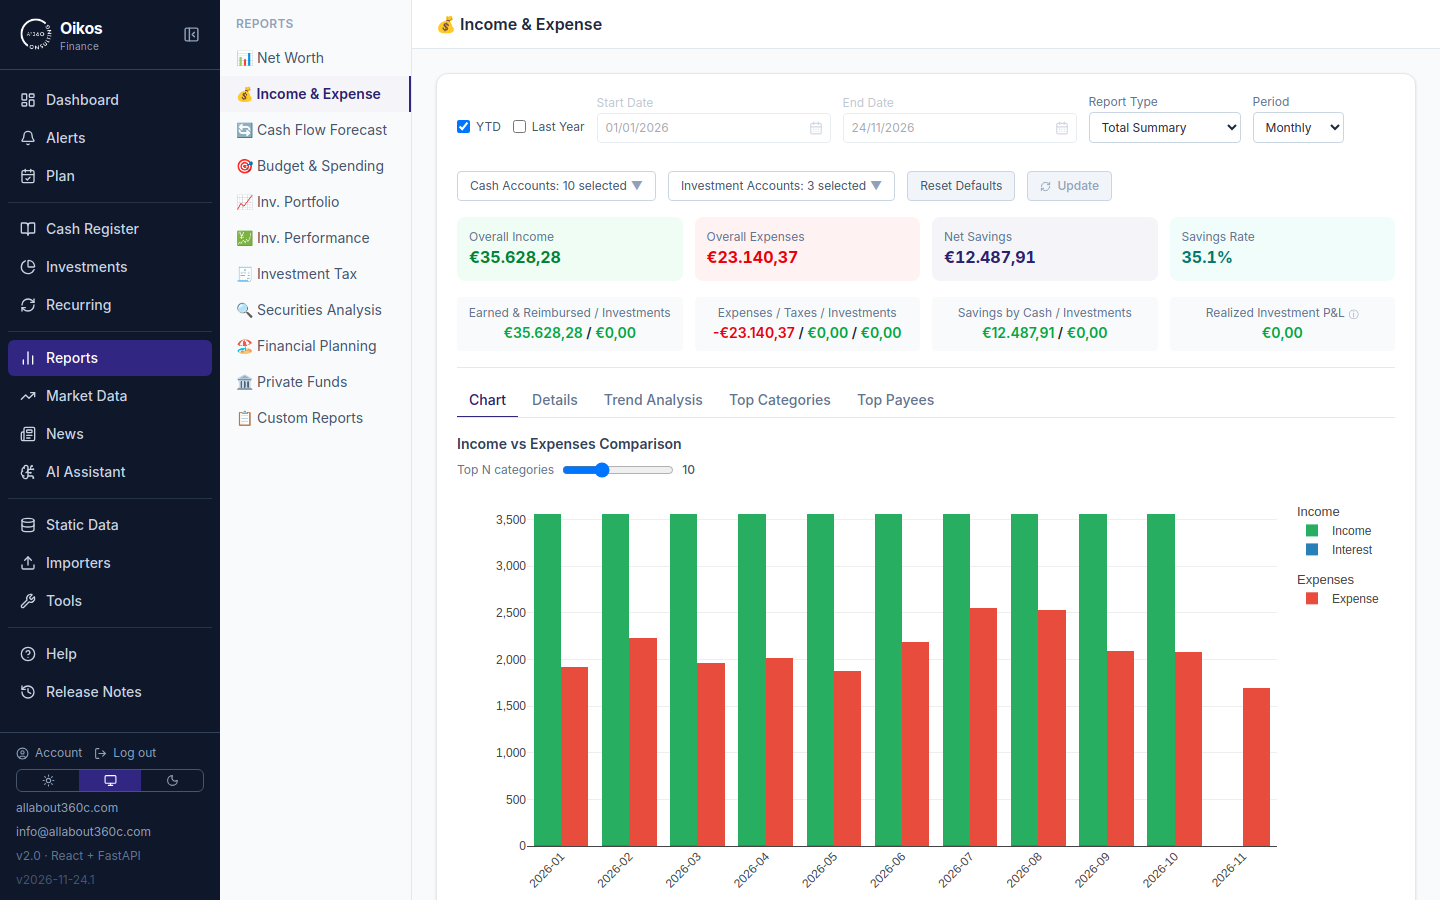 Oikos
Finance
Dashboard
Alerts
Plan
Cash Register
Investments
Recurring
Reports
Market Data
News
AI Assistant
Static Data
Importers
Tools
Help
Release Notes
Account
Log out
allabout360c.com
info@allabout360c.com
v2.0 · React + FastAPI
v2026-11-24.1
REPORTS
📊 Net Worth
💰 Income & Expense
🔄 Cash Flow Forecast
🎯 Budget & Spending
📈 Inv. Portfolio
💹 Inv. Performance
🧾 Investment Tax
🔍 Securities Analysis
🏖️ Financial Planning
🏛️ Private Funds
📋 Custom Reports
💰 Income & Expense
YTD
Last Year
Start Date
01/01/2026
End Date
24/11/2026
Report Type
Total Summary
Period
Monthly
Cash Accounts: 10 selected ▼
Investment Accounts: 3 selected ▼
Reset Defaults
Update
Overall Income
€35.628,28
Overall Expenses
€23.140,37
Net Savings
€12.487,91
Savings Rate
35.1%
Earned & Reimbursed / Investments
€35.628,28 / €0,00
Expenses / Taxes / Investments
-€23.140,37 / €0,00 / €0,00
Savings by Cash / Investments
€12.487,91 / €0,00
Realized Investment P&L ⓘ
€0,00
Chart
Details
Trend Analysis
Top Categories
Top Payees
Income vs Expenses Comparison
Top N categories
10
3,500
3,000
2,500
2,000
1,500
1,000
500
0
2026-01
2026-02
2026-03
2026-04
2026-05
2026-06
2026-07
2026-08
2026-09
2026-10
2026-11
Income
Income
Interest
Expenses
Expense